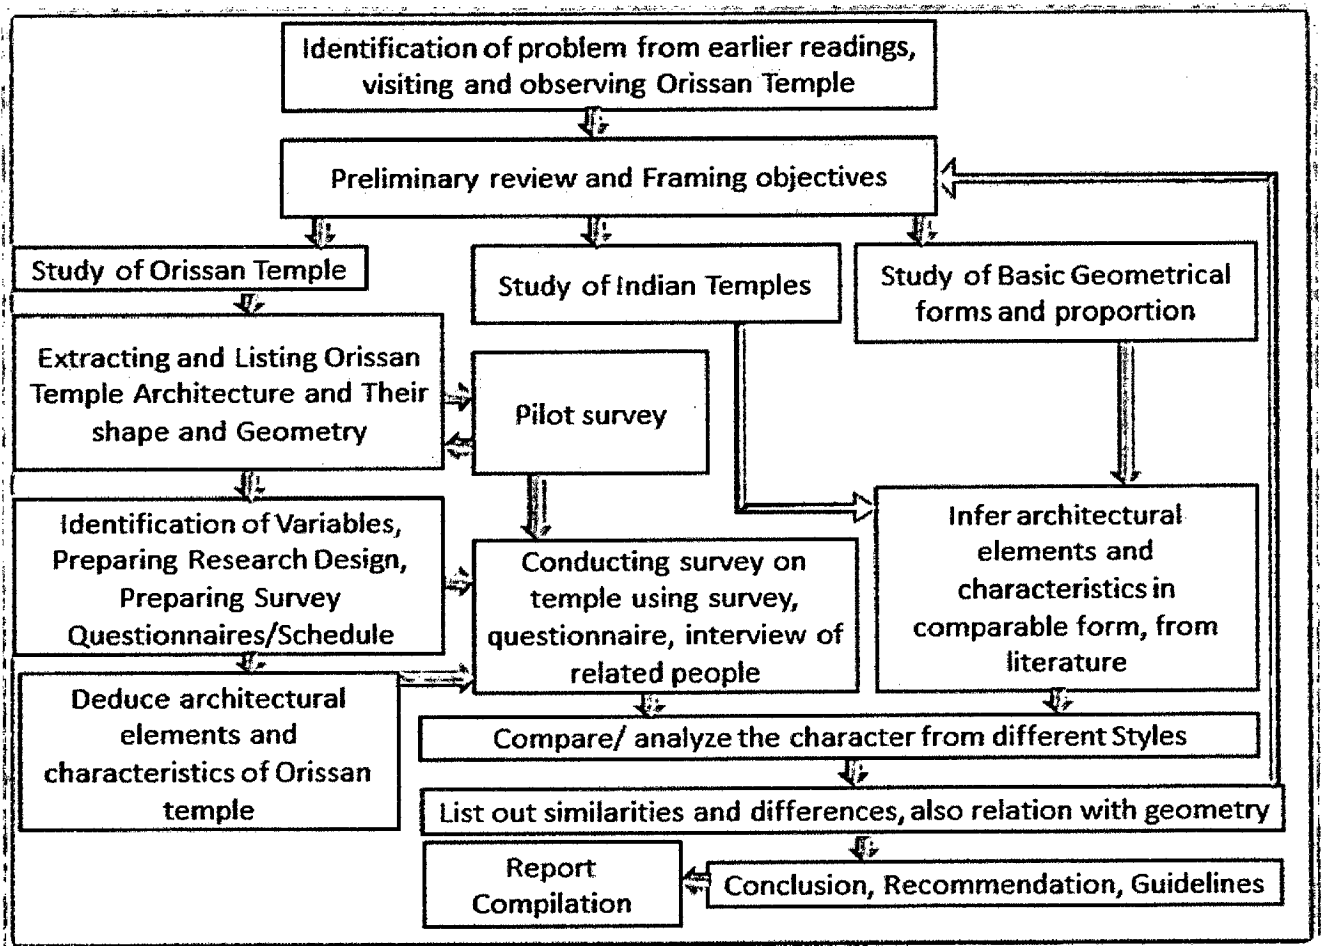 Identification of problem from earlier readings,
visiting and observing Orissan Temple
Preliminary review and Framing objectives
Study of Orissan Temple
Study of Indian Temples
Study of Basic Geometrical
forms and proportion
Extracting and Listing Orissan
Temple Architecture and Their
shape and Geometry
Pilot survey
Identification of Variables,
Preparing Research Design,
Preparing Survey
Questionnaires/Schedule
Conducting survey on
temple using survey,
questionnaire, interview of
related people
Infer architectural
elements and
characteristics in
comparable form, from
literature
Deduce architectural
elements and
characteristics of Orissan
temple
Compare/ analyze the character from different Styles
List out similarities and differences, also relation with geometry
Report
Compilation
Conclusion, Recommendation, Guidelines